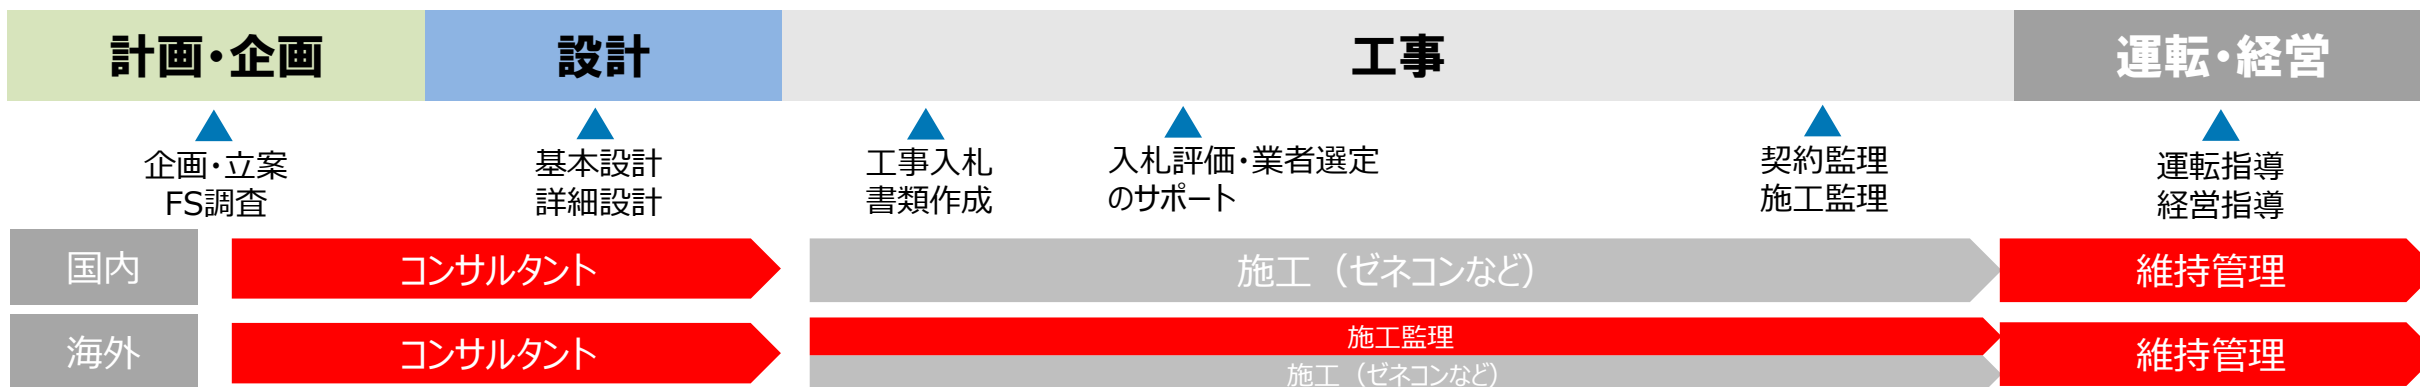 計画・企画
設計
工事
運転・経営
企画・立案
FS調査
基本設計
詳細設計
工事入札
書類作成
入札評価・業者選定
のサポート
契約監理
施工監理
運転指導
経営指導
国内
コンサルタント
施工（ゼネコンなど）
維持管理
海外
コンサルタント
施工監理
施工（ゼネコンなど）
維持管理